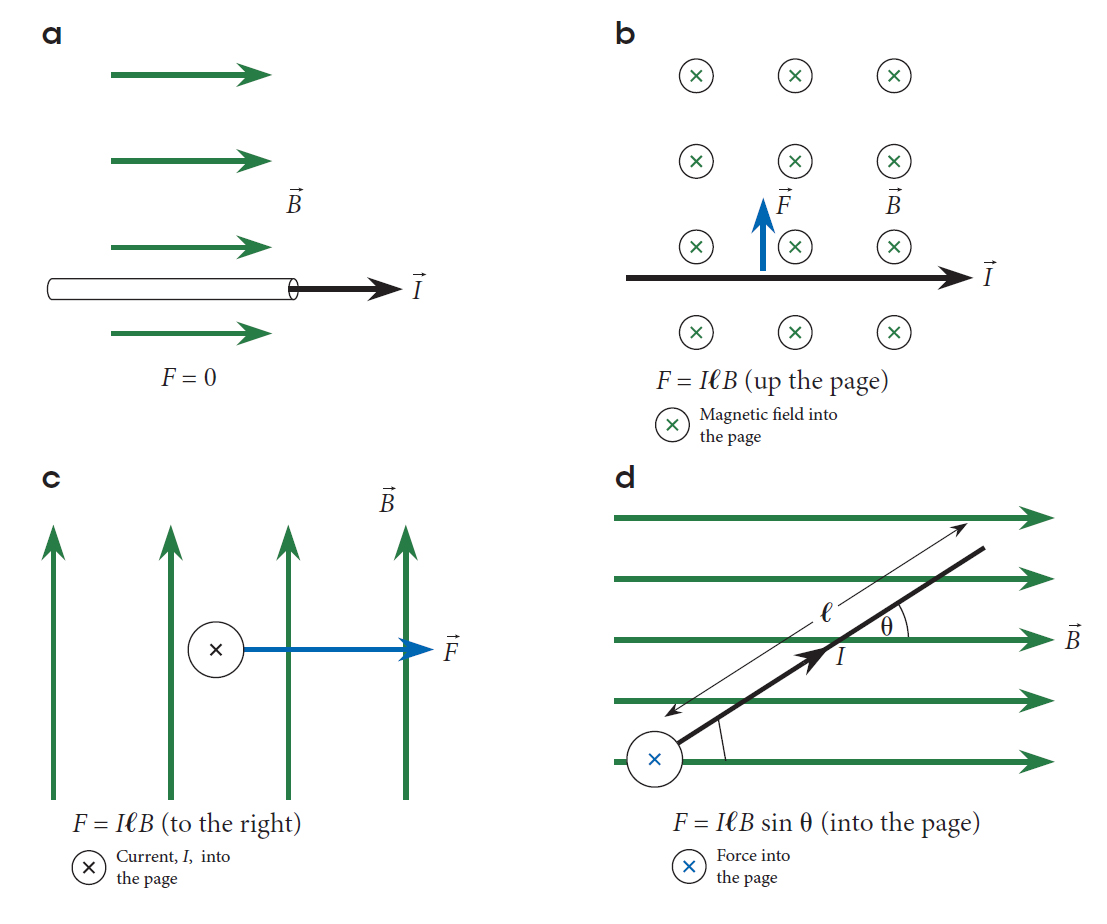 a
B⃗
I⃗
F = 0
b
F⃗
B⃗
I⃗
F = IℓB (up the page)
Magnetic field into
the page
c
B⃗
F⃗
F = IℓB (to the right)
Current, I, into
the page
d
ℓ
θ
B⃗
I
F = IℓB sin θ (into the page)
Force into
the page